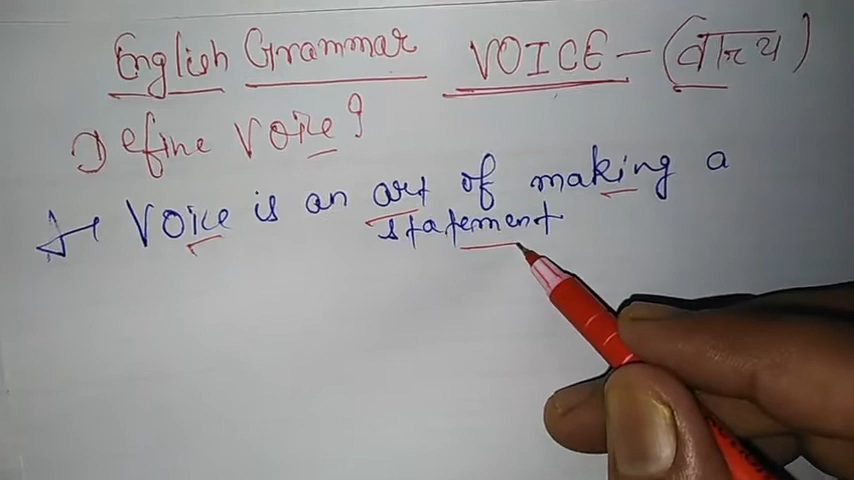 English Grammar VOICE - (वाच्य)
Define Voice?
Voice is an art of making a
statement